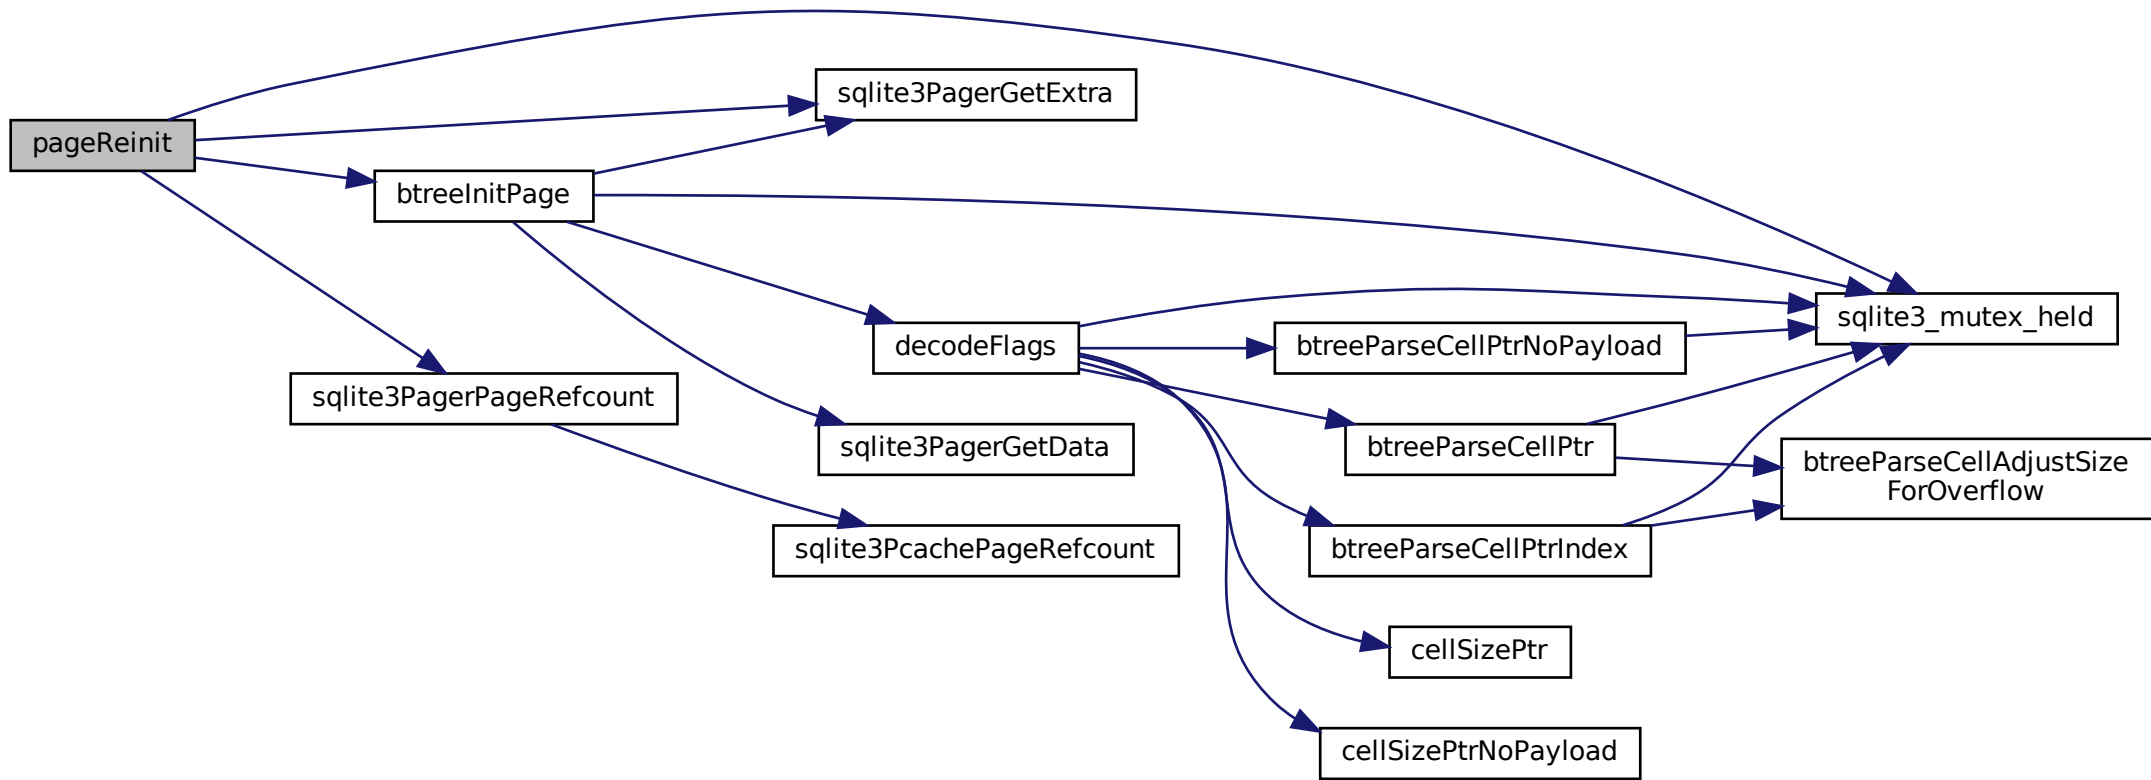 pageReinit
sqlite3PagerGetExtra
btreeInitPage
sqlite3_mutex_held
decodeFlags
btreeParseCellPtrNoPayload
sqlite3PagerPageRefcount
sqlite3PagerGetData
btreeParseCellPtr
btreeParseCellAdjustSize
ForOverflow
sqlite3PcachePageRefcount
btreeParseCellPtrIndex
cellSizePtr
cellSizePtrNoPayload